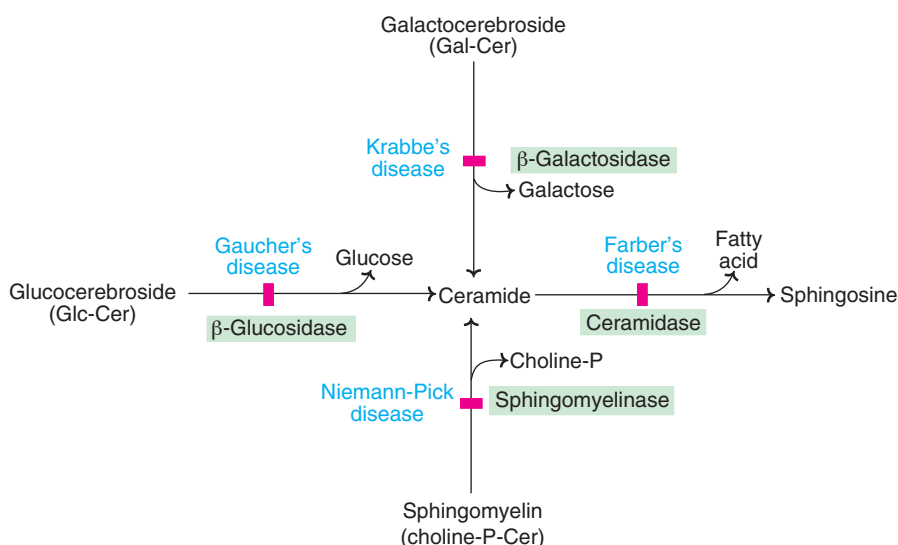 Galactocerebroside
(Gal-Cer)
Krabbe's
disease
β-Galactosidase
Galactose
Gaucher's
disease
Glucose
Farber's
disease
Fatty
acid
Glucocerebroside
(Glc-Cer)
Ceramide
Sphingosine
β-Glucosidase
Ceramidase
Choline-P
Niemann-Pick
disease
Sphingomyelinase
Sphingomyelin
(choline-P-Cer)